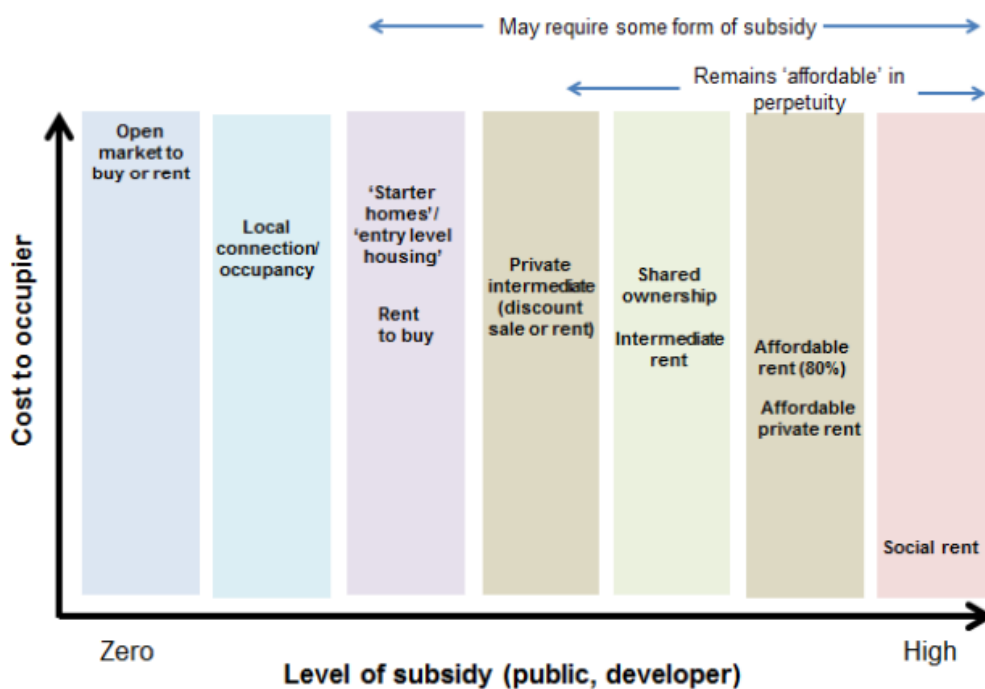 May require some form of subsidy
Remains ‘affordable’ in
perpetuity
Cost to occupier
Open
market to
buy or rent
Local
connection/
occupancy
‘Starter
homes’/
‘entry level
housing’
Rent
to buy
Private
intermediate
(discount
sale or rent)
Shared
ownership
Intermediate
rent
Affordable
rent (80%)
Affordable
private rent
Social rent
Zero
High
Level of subsidy (public, developer)